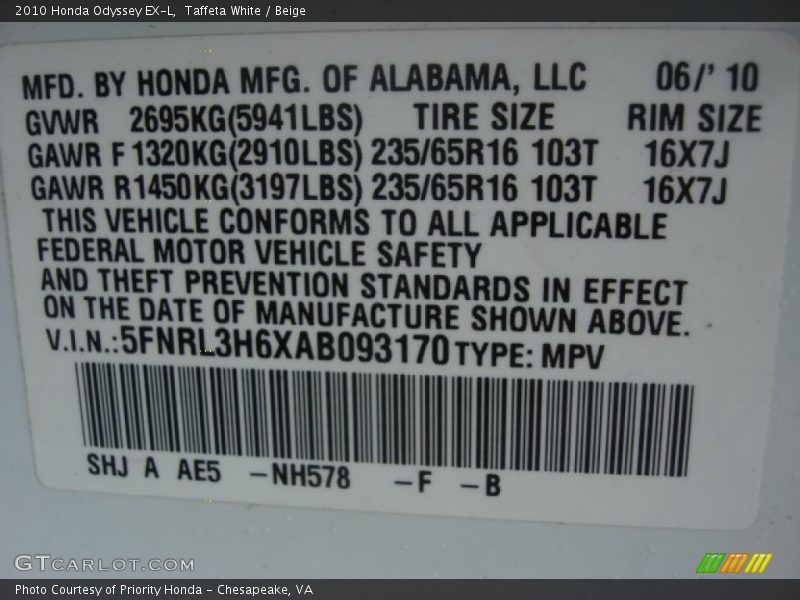 2010 Honda Odyssey EX-L,  Taffeta White / Beige
MFD. BY HONDA MFG. OF ALABAMA, LLC 06/' 10
GVWR 2695KG(5941LBS) TIRE SIZE RIM SIZE
GAWR F 1320KG(2910LBS) 235/65R16 103T 16X7J
GAWR R1450KG(3197LBS) 235/65R16 103T 16X7J
THIS VEHICLE CONFORMS TO ALL APPLICABLE
FEDERAL MOTOR VEHICLE SAFETY
AND THEFT PREVENTION STANDARDS IN EFFECT
ON THE DATE OF MANUFACTURE SHOWN ABOVE.
V.I.N.:5FNRL3H6XAB093170 TYPE: MPV
SHJ A AE5 -NH578 -F -B
GTCARLOT.COM
Photo Courtesy of Priority Honda - Chesapeake, VA